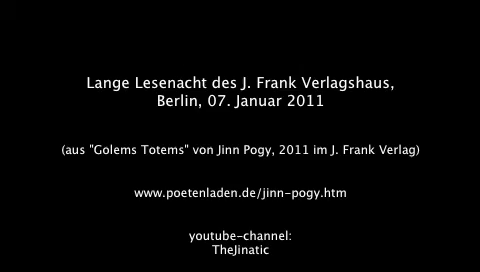 Lange Lesenacht des J. Frank Verlagshaus,
Berlin, 07. Januar 2011
(aus "Golems Totems" von Jinn Pogy, 2011 im J. Frank Verlag)
www.poetenladen.de/jinn-pogy.htm
youtube-channel:
TheJinatic